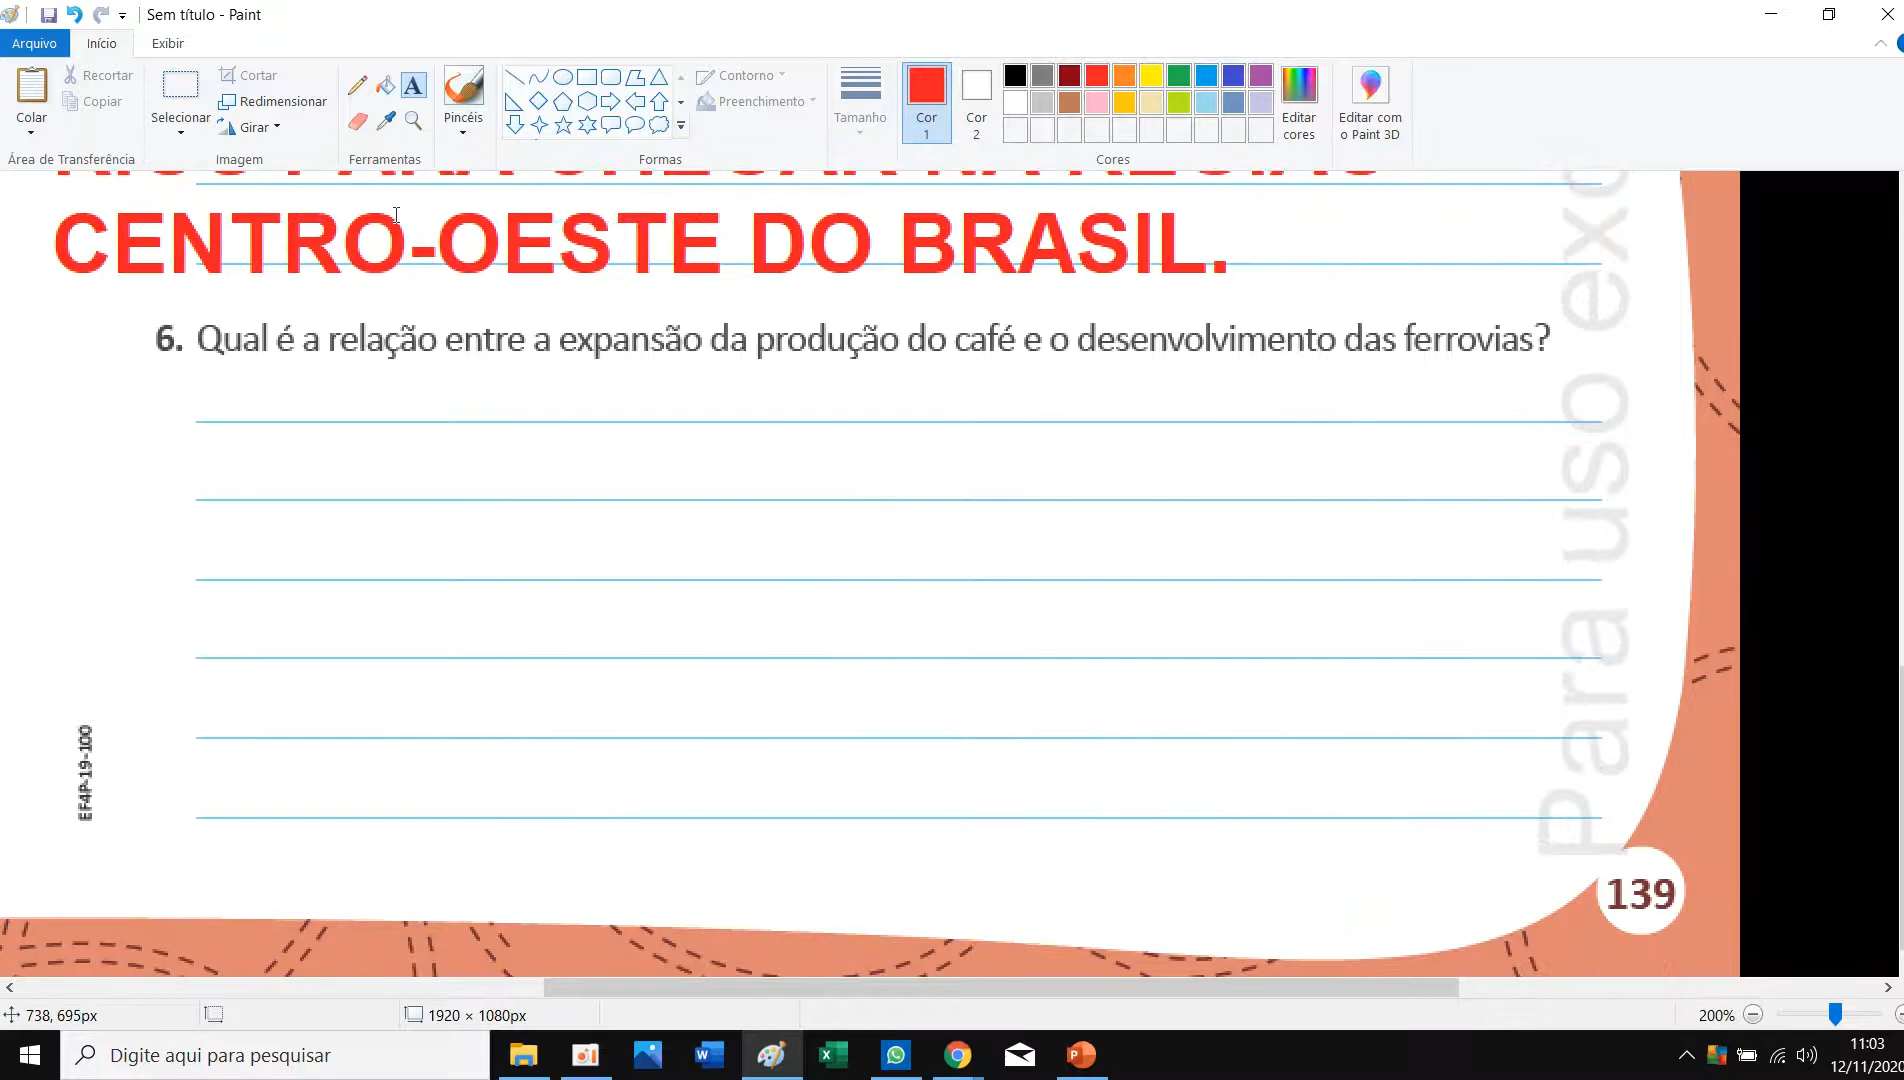 Sem título - Paint
Arquivo Início Exibir
Colar
Recortar
Copiar
Área de Transferência
Selecionar
Cortar
Redimensionar
Girar
Imagem
A
Ferramentas
Pincéis
Contorno
Preenchimento
Formas
Tamanho
Cor 1
Cor 2
Editar cores
Cores
Editar com o Paint 3D
CENTRO-OESTE DO BRASIL.
6. Qual é a relação entre a expansão da produção do café e o desenvolvimento das ferrovias?
Para uso exc
EF4P-19-100
139
738, 695px
1920 × 1080px
200%
Digite aqui para pesquisar
11:03
12/11/2020